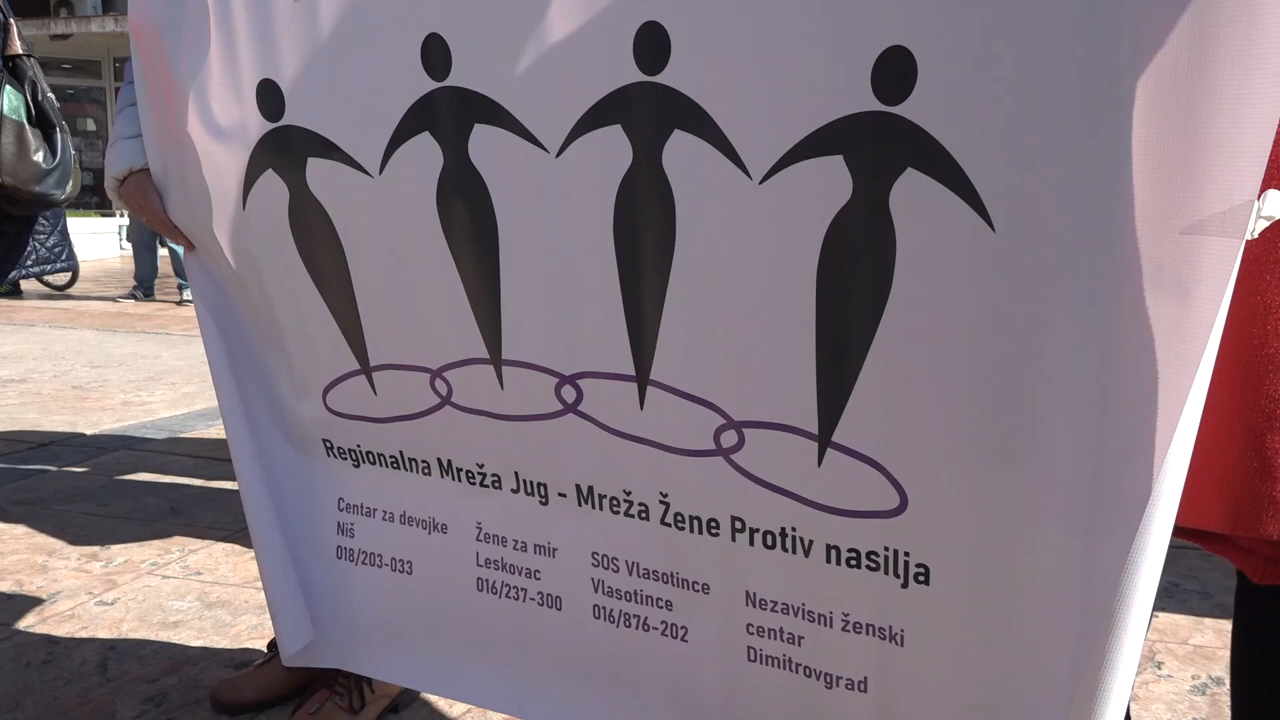 Regionalna Mreža Jug - Mreža Žene Protiv nasilja
Centar za devojke
Niš
018/203-033
Žene za mir
Leskovac
016/237-300
SOS Vlasotince
Vlasotince
016/876-202
Nezavisni ženski
centar
Dimitrovgrad